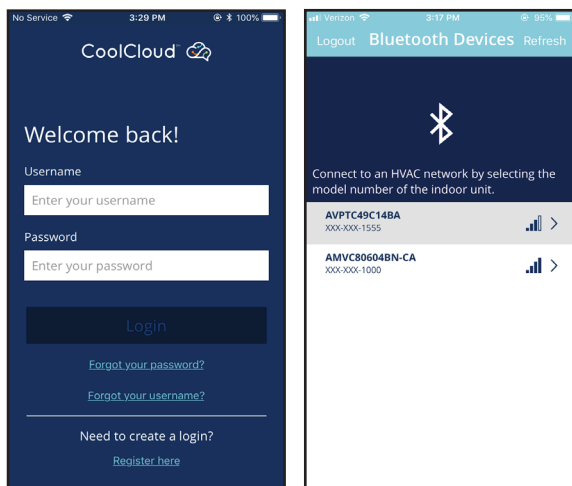 No Service 3:29 PM 100%
CoolCloud™
Welcome back!
Username
Enter your username
Password
Enter your password
Login
Forgot your password?
Forgot your username?
Need to create a login?
Register here
Verizon 3:17 PM 95%
Logout Bluetooth Devices Refresh
Connect to an HVAC network by selecting the
model number of the indoor unit.
AVPTC49C14BA
XXX-XXX-1555
AMVC80604BN-CA
XXX-XXX-1000